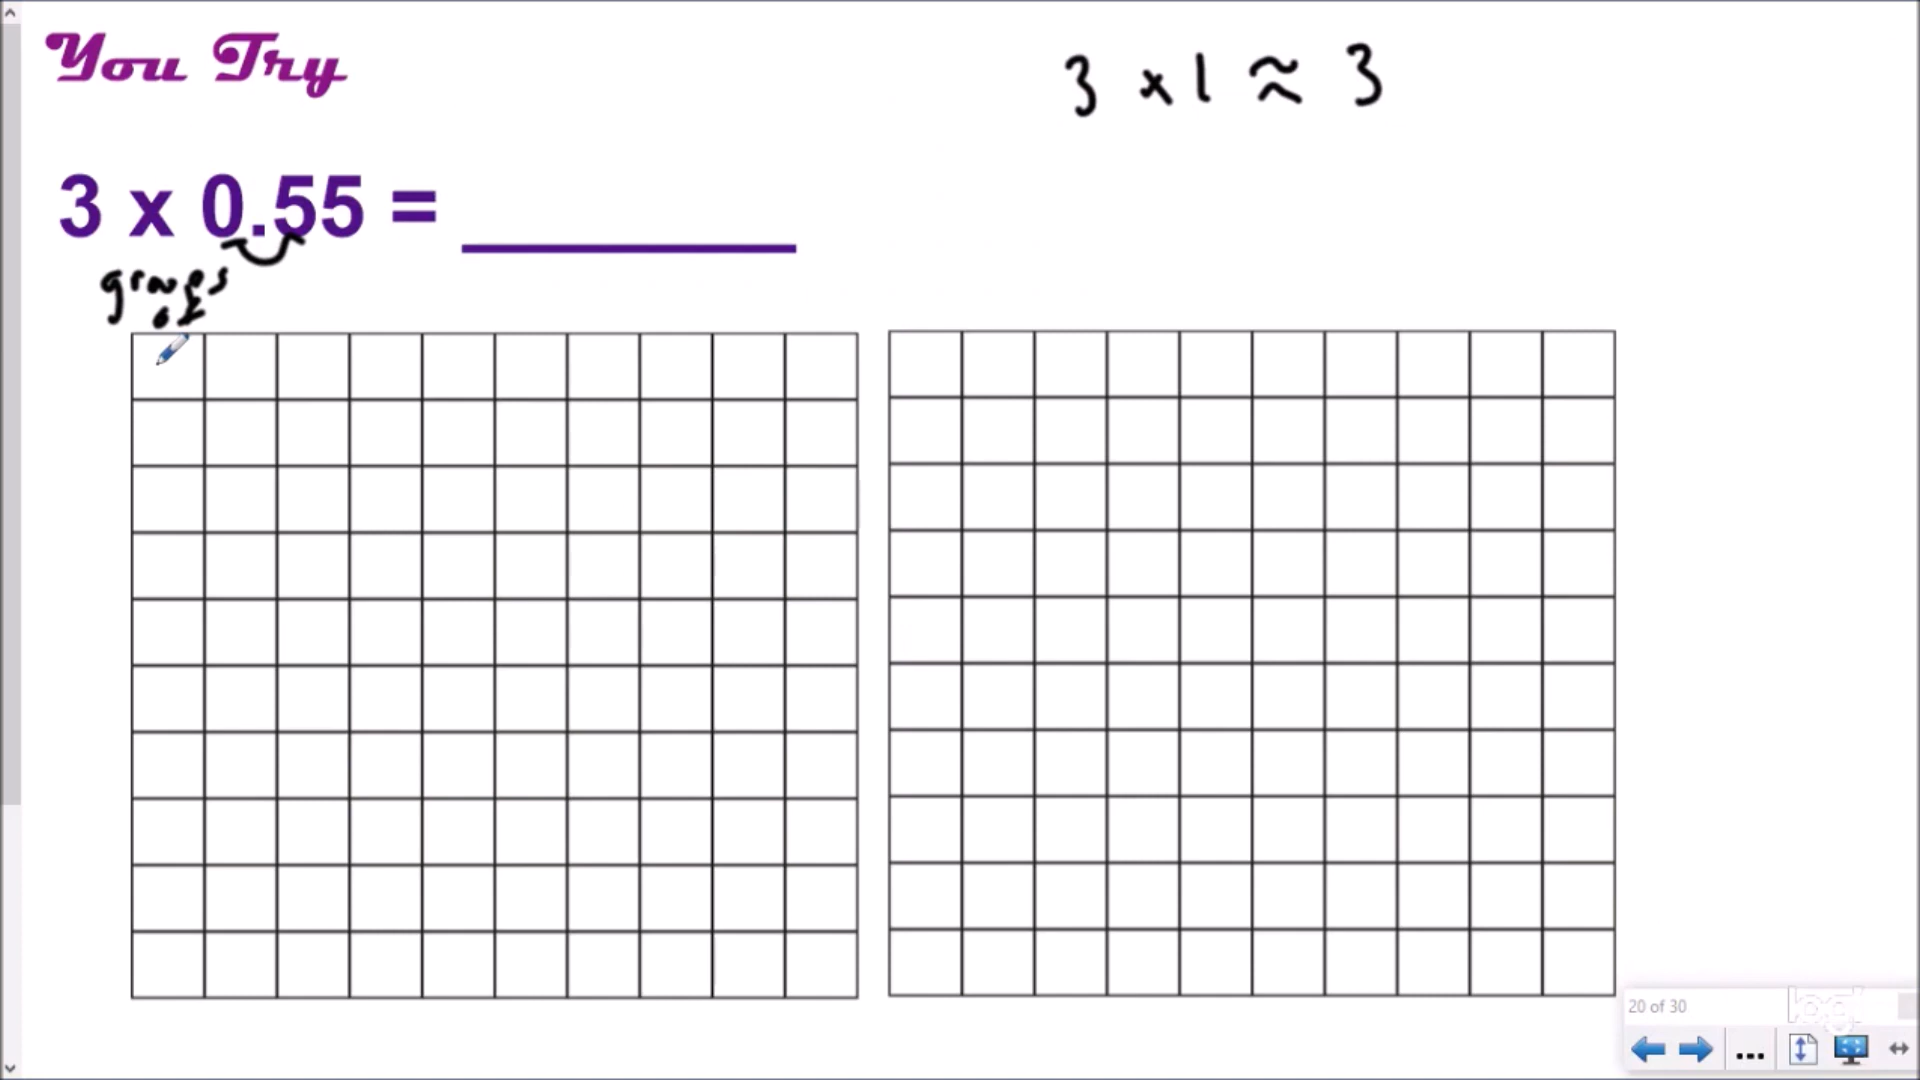 You Try
3 x 1 ≈ 3
3 x 0.55 = ________
groups
of
20 of 30
...